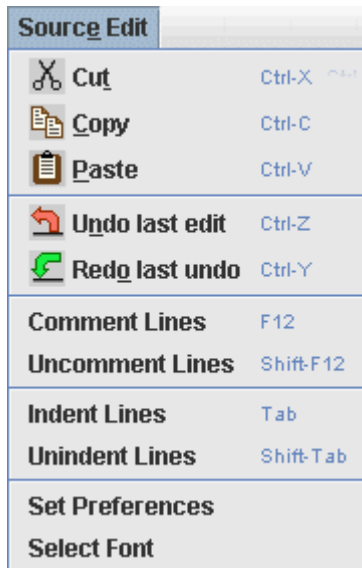 Source Edit
Cut Ctrl-X
Copy Ctrl-C
Paste Ctrl-V
Undo last edit Ctrl-Z
Redo last undo Ctrl-Y
Comment Lines F12
Uncomment Lines Shift-F12
Indent Lines Tab
Unindent Lines Shift-Tab
Set Preferences
Select Font